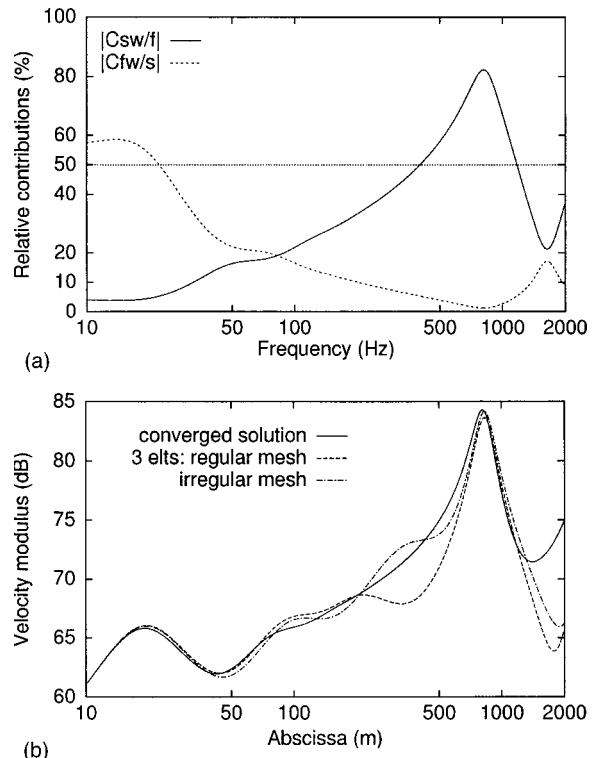 100
|Csw/f|
|Cfw/s|
80
60
50
40
20
10
0
Relative contributions (%)
10 50 100 500 1000 2000
Frequency (Hz)
(a)
85
converged solution
3 elts: regular mesh
irregular mesh
80
75
70
65
60
Velocity modulus (dB)
10 50 100 500 1000 2000
Abscissa (m)
(b)